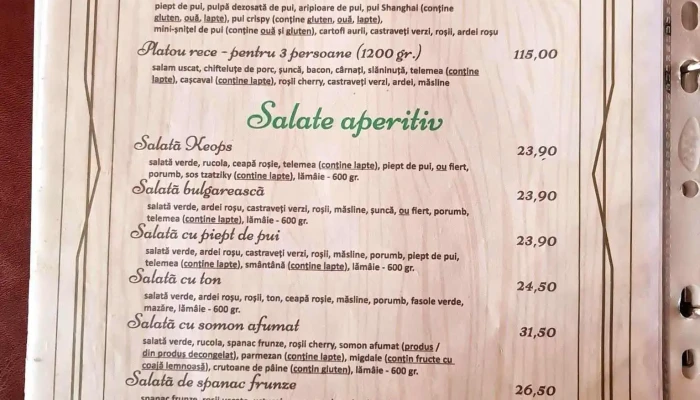 piept de pui, pulpă dezosată de pui, aripioare de pui, pui Shanghai (conține
gluten, ouă, lapte), pui crispy (conține gluten, ouă, lapte),
mini-șnițel de pui (conține ouă și gluten), cartofi aurii, castraveți verzi, roșii, ardei roșu
Platou rece - pentru 3 persoane (1200 gr.) 115,00
salam uscat, chifteluțe de porc, șuncă, bacon, cârnați, slăninuță, telemea (conține
lapte), cașcaval (conține lapte), roșii cherry, castraveți verzi, ardei, măsline
Salate aperitiv
Salată Keops 23,90
salată verde, rucola, ceapă roșie, telemea (conține lapte), piept de pui, ou fiert,
porumb, sos tzatziky (conține lapte), lămâie - 600 gr.
Salată bulgarească 23,90
salată verde, ardei roșu, castraveți verzi, roșii, măsline, șuncă, ou fiert, porumb,
telemea (conține lapte), lămâie - 600 gr.
Salată cu piept de pui 23,90
salată verde, ardei roșu, castraveți verzi, roșii, măsline, porumb, piept de pui,
telemea (conține lapte), smântână (conține lapte), lămâie - 600 gr.
Salată cu ton 24,50
salată verde, ardei roșu, roșii, ton, ceapă roșie, măsline, porumb, fasole verde,
mazăre, lămâie - 600 gr.
Salată cu somon afumat 31,50
salată verde, rucola, spanac frunze, roșii cherry, somon afumat (produs /
din produs decongelat), parmezan (conține lapte), migdale (conțin fructe cu
coajă lemnoasă), crutoane de pâine (conțin gluten), lămâie - 600 gr.
Salată de spanac frunze 26,50
spanac frunze,